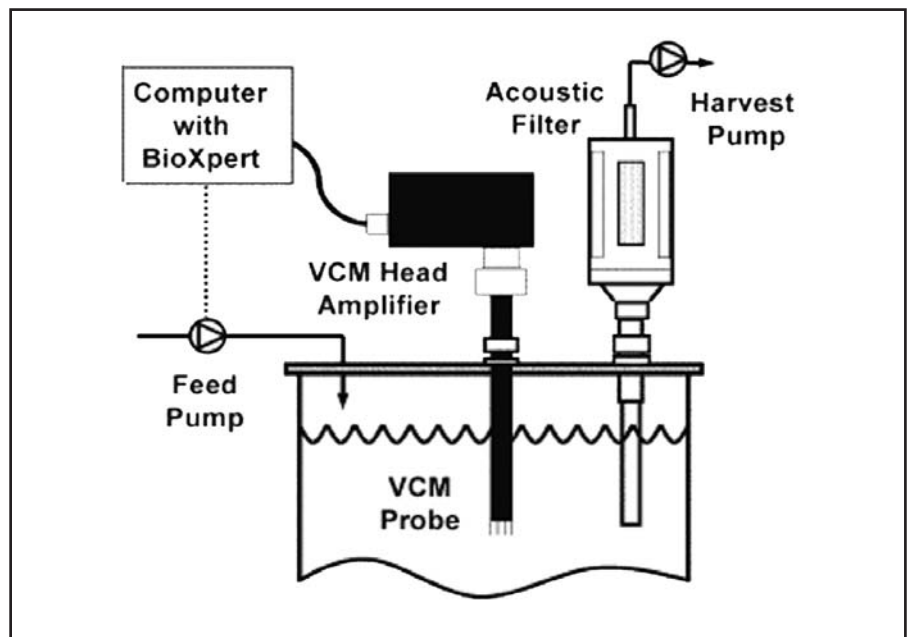 Computer
with
BioXpert
Acoustic
Filter
Harvest
Pump
VCM Head
Amplifier
Feed
Pump
VCM
Probe